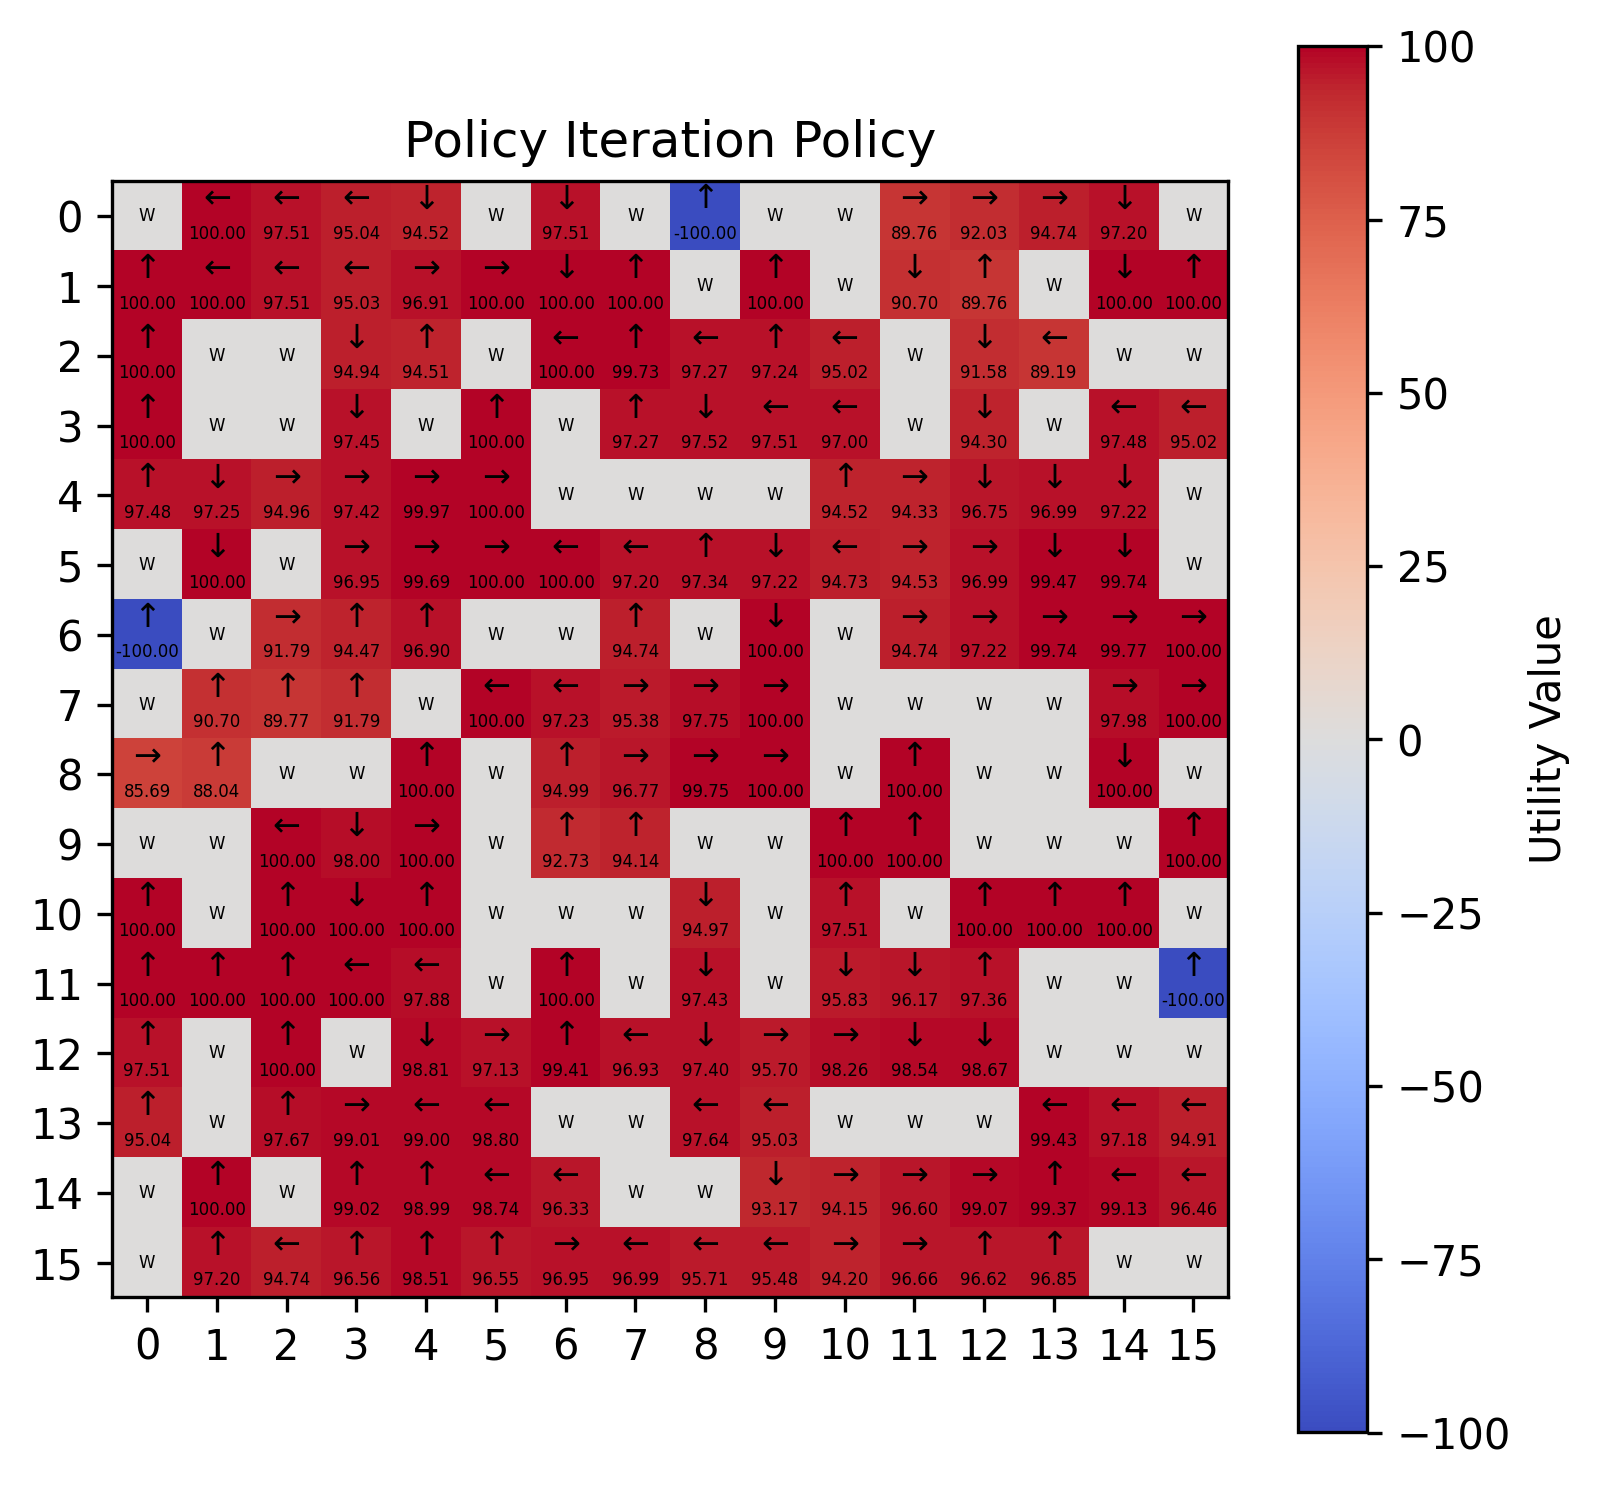 Policy Iteration Policy
0 W ← ← ← ↓ W ↓ W ↑ W W → → → ↓ W
100.00 97.51 95.04 94.52 97.51 -100.00 89.76 92.03 94.74 97.20
1 ↑ ← ← ← → → ↓ ↑ W ↑ W ↓ ↑ W ↓ ↑
100.00 100.00 97.51 95.03 96.91 100.00 100.00 100.00 100.00 90.70 89.76 100.00 100.00
2 ↑ W W ↓ ↑ W ← ↑ ← ↑ ← W ↓ ← W W
100.00 94.94 94.51 100.00 99.73 97.27 97.24 95.02 91.58 89.19
3 ↑ W W ↓ W ↑ W ↑ ↓ ← ← W ↓ W ← ←
100.00 97.45 100.00 97.27 97.52 97.51 97.00 94.30 97.48 95.02
4 ↑ ↓ → → → → W W W W ↑ → ↓ ↓ ↓ W
97.48 97.25 94.96 97.42 99.97 100.00 94.52 94.33 96.75 96.99 97.22
5 W ↓ W → → → ← ← ↑ ↓ ← → → ↓ ↓ W
100.00 96.95 99.69 100.00 100.00 97.20 97.34 97.22 94.73 94.53 96.99 99.47 99.74
6 ↑ W → ↑ ↑ W W ↑ W ↓ W → → → → →
-100.00 91.79 94.47 96.90 94.74 100.00 94.74 97.22 99.74 99.77 100.00
7 W ↑ ↑ ↑ W ← ← → → → W W W W → →
90.70 89.77 91.79 100.00 97.23 95.38 97.75 100.00 97.98 100.00
8 → ↑ W W ↑ W ↑ → → → W ↑ W W ↓ W
85.69 88.04 100.00 94.99 96.77 99.75 100.00 100.00 100.00
9 W W ← ↓ → W ↑ ↑ W W ↑ ↑ W W W ↑
100.00 98.00 100.00 92.73 94.14 100.00 100.00 100.00
10 ↑ W ↑ ↓ ↑ W W W ↓ W ↑ W ↑ ↑ ↑ W
100.00 100.00 100.00 100.00 94.97 97.51 100.00 100.00 100.00
11 ↑ ↑ ↑ ← ← W ↑ W ↓ W ↓ ↓ ↑ W W ↑
100.00 100.00 100.00 100.00 97.88 100.00 97.43 95.83 96.17 97.36 -100.00
12 ↑ W ↑ W ↓ → ↑ ← ↓ → → ↓ ↓ W W W
97.51 100.00 98.81 97.13 99.41 96.93 97.40 95.70 98.26 98.54 98.67
13 ↑ W ↑ → ← ← W W ← ← W W W ← ← ←
95.04 97.67 99.01 99.00 98.80 97.64 95.03 99.43 97.18 94.91
14 W ↑ W ↑ ↑ ← ← W W ↓ → → → ↑ ← ←
100.00 99.02 98.99 98.74 96.33 93.17 94.15 96.60 99.07 99.37 99.13 96.46
15 W ↑ ← ↑ ↑ ↑ → ← ← ← → → ↑ ↑ W W
97.20 94.74 96.56 98.51 96.55 96.95 96.99 95.71 95.48 94.20 96.66 96.62 96.85
0 1 2 3 4 5 6 7 8 9 10 11 12 13 14 15
100
75
50
25
0
−25
−50
−75
−100
Utility Value